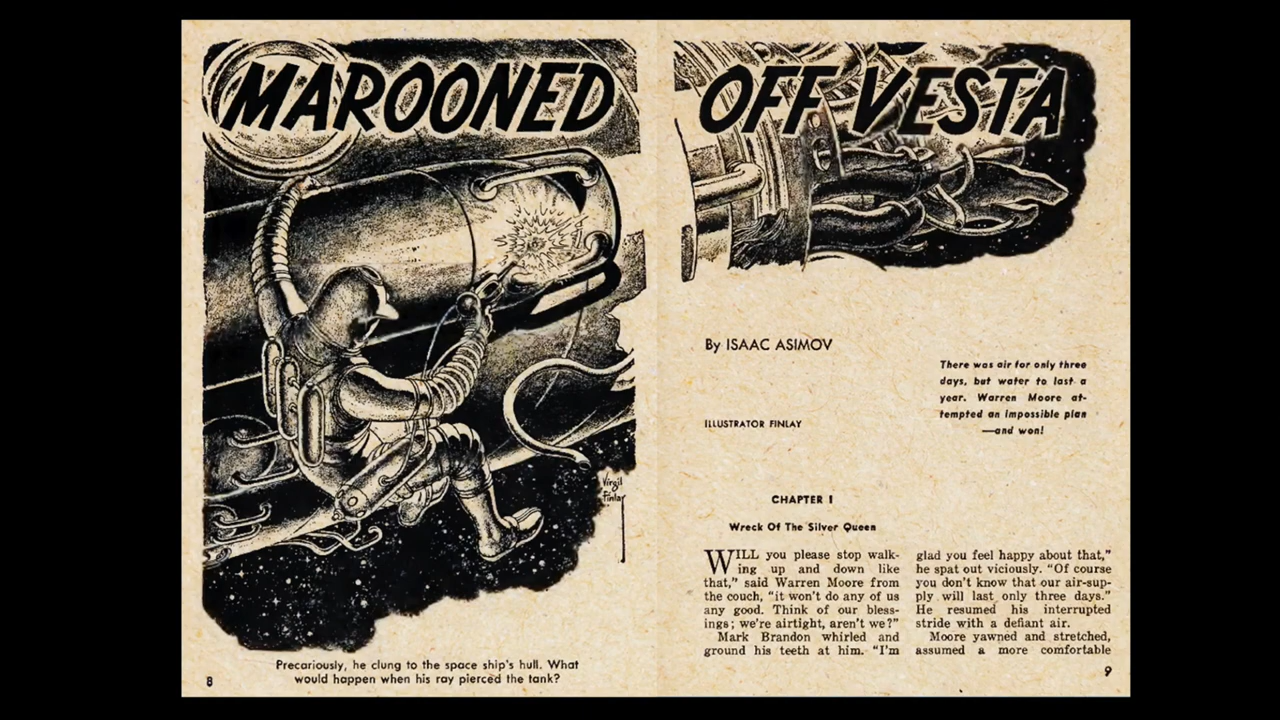 MAROONED OFF VESTA
Virgil
Finlay
Precariously, he clung to the space ship's hull. What
would happen when his ray pierced the tank?
8
By ISAAC ASIMOV
ILLUSTRATOR FINLAY
There was air for only three
days, but water to last a
year. Warren Moore at-
tempted an impossible plan
—and won!
CHAPTER I
Wreck Of The Silver Queen
WILL you please stop walk-
ing up and down like
that,” said Warren Moore from
the couch, “it won't do any of us
any good. Think of our bless-
ings; we're airtight, aren't we?”
Mark Brandon whirled and
ground his teeth at him. “I'm
glad you feel happy about that,”
he spat out viciously. “Of course
you don't know that our air-sup-
ply will last only three days.”
He resumed his interrupted
stride with a defiant air.
Moore yawned and stretched,
assumed a more comfortable
9